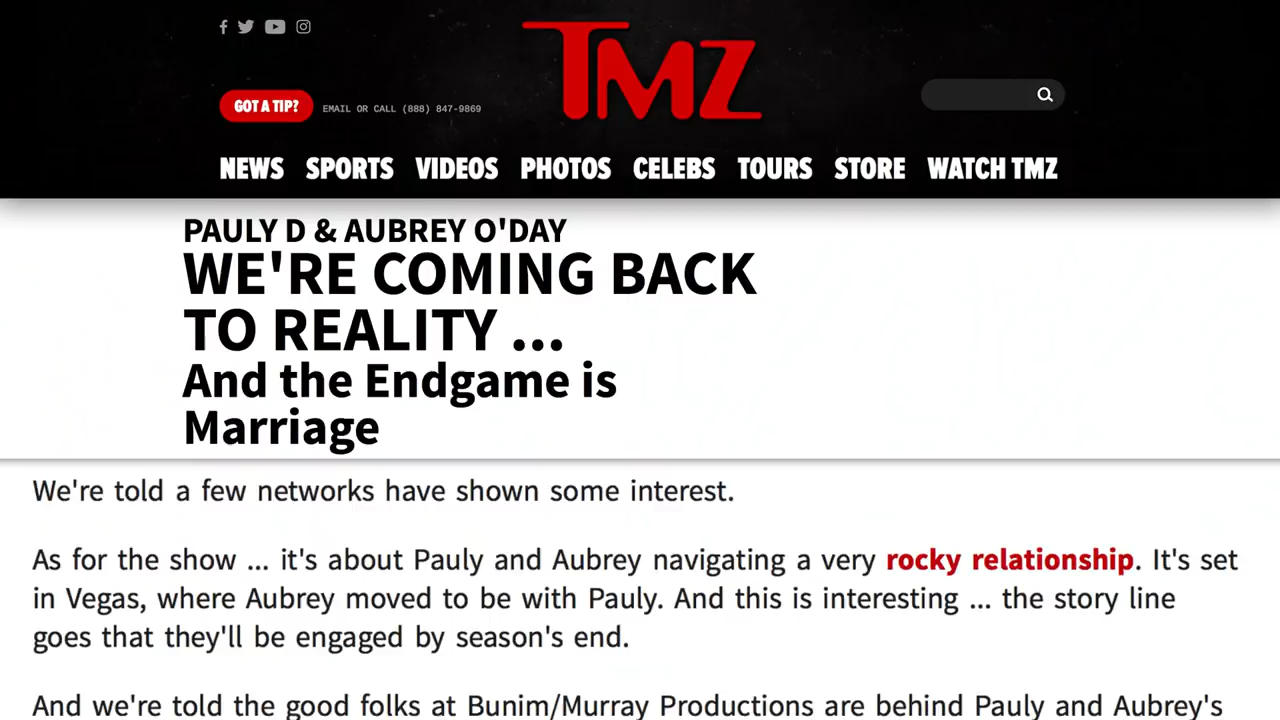 TMZ
GOT A TIP?
EMAIL OR CALL (888) 847-9869
NEWS SPORTS VIDEOS PHOTOS CELEBS TOURS STORE WATCH TMZ
PAULY D & AUBREY O'DAY
WE'RE COMING BACK
TO REALITY ...
And the Endgame is
Marriage
We're told a few networks have shown some interest.
As for the show ... it's about Pauly and Aubrey navigating a very rocky relationship. It's set
in Vegas, where Aubrey moved to be with Pauly. And this is interesting ... the story line
goes that they'll be engaged by season's end.
And we're told the good folks at Bunim/Murray Productions are behind Pauly and Aubrey's